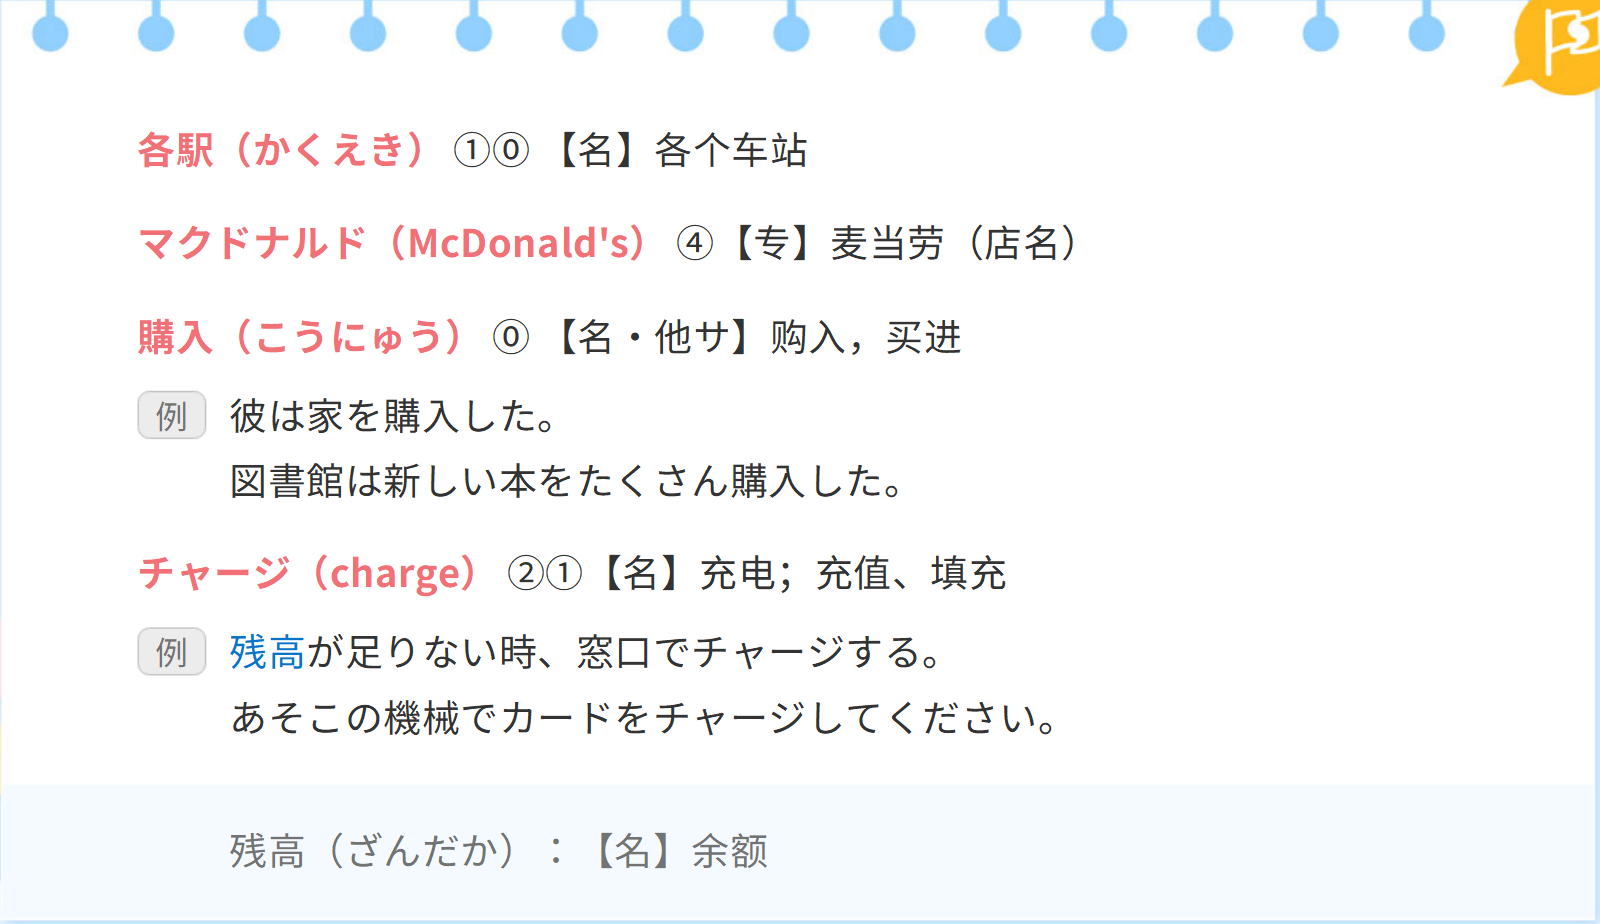 各駅（かくえき） ①⓪ 【名】各个车站
マクドナルド（McDonald's） ④【专】麦当劳（店名）
購入（こうにゅう） ⓪ 【名・他サ】购入，买进
例 彼は家を購入した。
図書館は新しい本をたくさん購入した。
チャージ（charge） ②①【名】充电；充值、填充
例 残高が足りない時、窓口でチャージする。
あそこの機械でカードをチャージしてください。
残高（ざんだか）：【名】余额